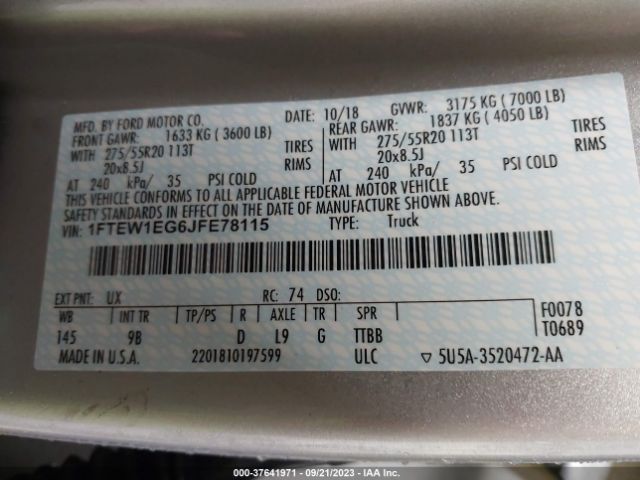 MFD. BY FORD MOTOR CO. DATE: 10/18 GVWR: 3175 KG ( 7000 LB)
FRONT GAWR: 1633 KG ( 3600 LB) REAR GAWR: 1837 KG ( 4050 LB)
WITH 275/55R20 113T TIRES WITH 275/55R20 113T TIRES
20x8.5J RIMS 20x8.5J RIMS
AT 240 kPa/ 35 PSI COLD AT 240 kPa/ 35 PSI COLD
THIS VEHICLE CONFORMS TO ALL APPLICABLE FEDERAL MOTOR VEHICLE
SAFETY STANDARDS IN EFFECT ON THE DATE OF MANUFACTURE SHOWN ABOVE.
VIN: 1FTEW1EG6JFE78115 TYPE: Truck
EXT PNT: UX RC: 74 DSO:
WB INT TR TP/PS R AXLE TR SPR F0078
145 9B D L9 G TTBB T0689
MADE IN U.S.A. 2201810197599 ULC ▽ 5U5A-3520472-AA
000-37641971 - 09/21/2023 - IAA Inc.